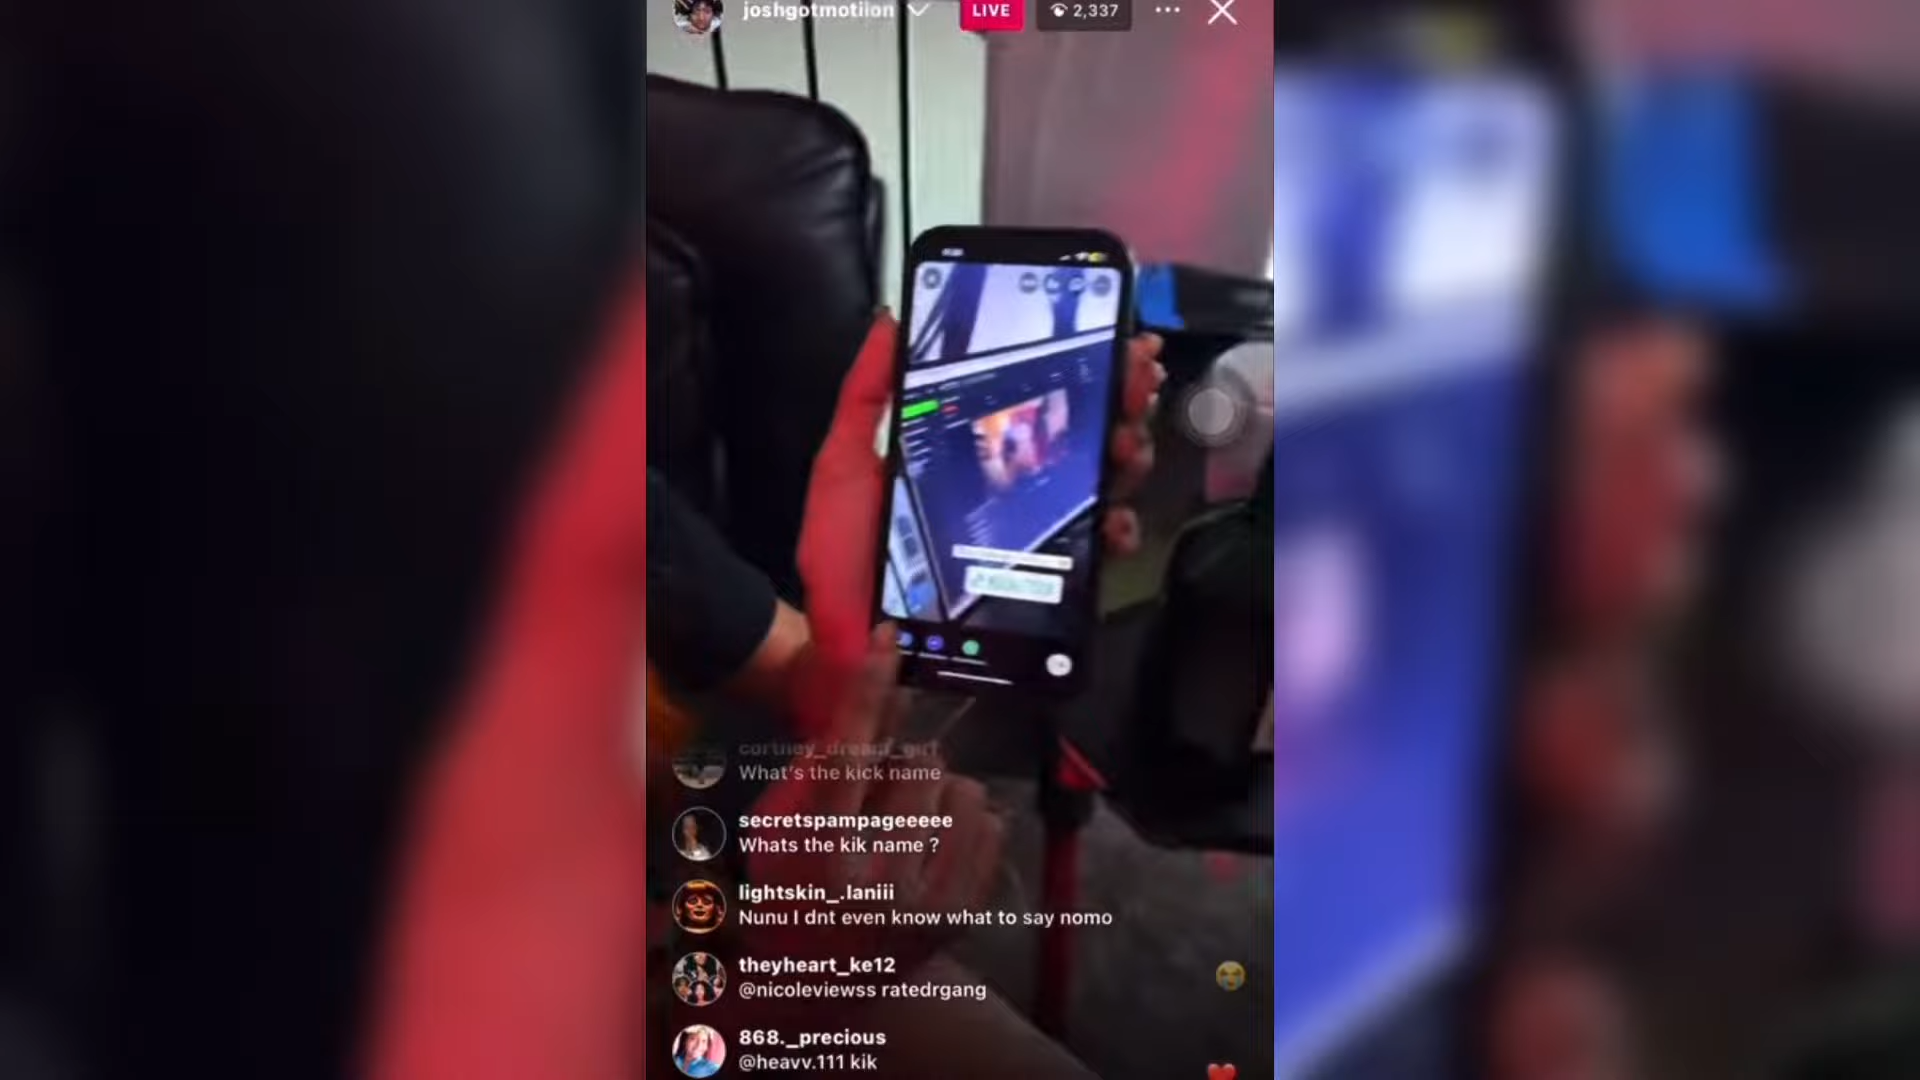 joshgotmotiion
LIVE
2,337
cortney_dream_girl
What's the kick name
secretspampageeeee
Whats the kik name ?
lightskin_.laniii
Nunu I dnt even know what to say nomo
theyheart_ke12
@nicoleviewss ratedrgang
868._precious
@heavv.111 kik